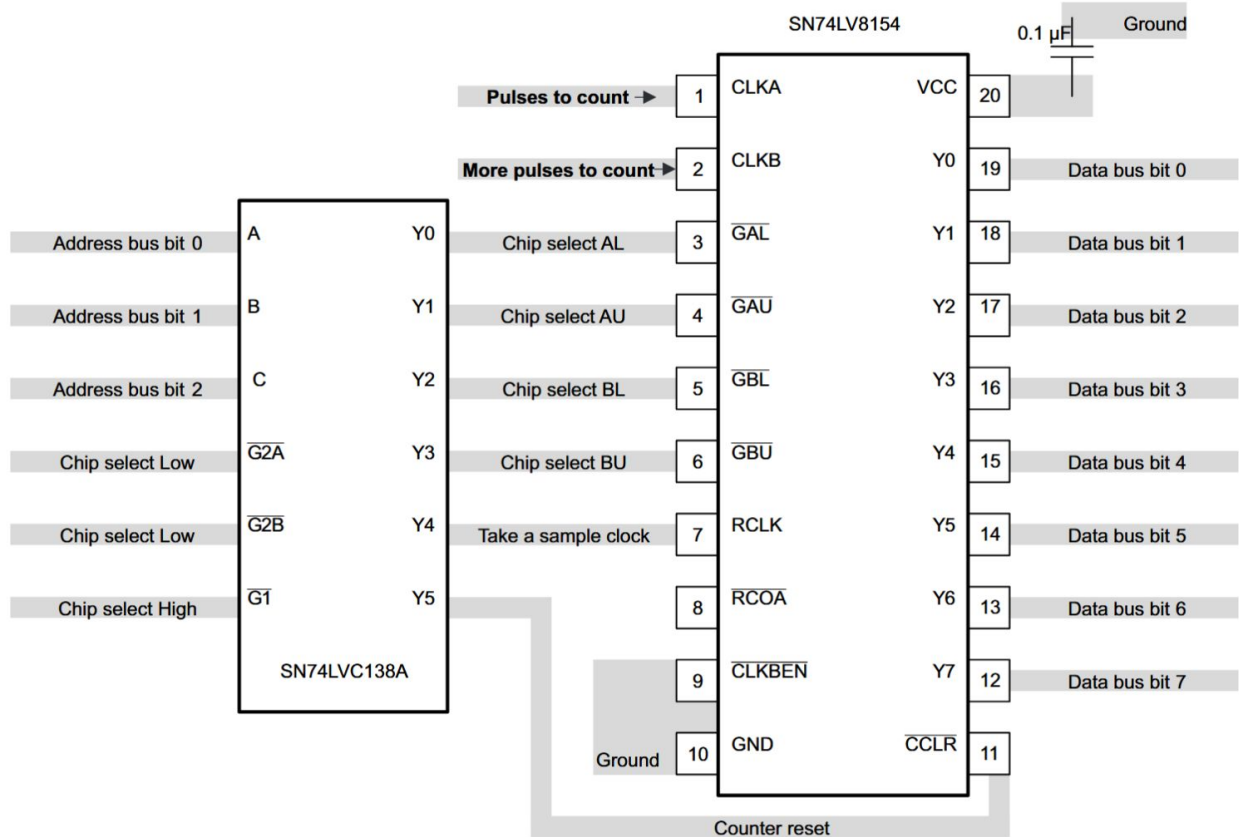 SN74LV8154
0.1 µF
Ground
Pulses to count
1
CLKA
VCC
20
More pulses to count
2
CLKB
Y0
19
Data bus bit 0
Address bus bit 0
A
Y0
Chip select AL
3
GAL
Y1
18
Data bus bit 1
Address bus bit 1
B
Y1
Chip select AU
4
GAU
Y2
17
Data bus bit 2
Address bus bit 2
C
Y2
Chip select BL
5
GBL
Y3
16
Data bus bit 3
Chip select Low
G2A
Y3
Chip select BU
6
GBU
Y4
15
Data bus bit 4
Chip select Low
G2B
Y4
Take a sample clock
7
RCLK
Y5
14
Data bus bit 5
Chip select High
G1
Y5
8
RCOA
Y6
13
Data bus bit 6
SN74LVC138A
9
CLKBEN
Y7
12
Data bus bit 7
Ground
10
GND
CCLR
11
Counter reset